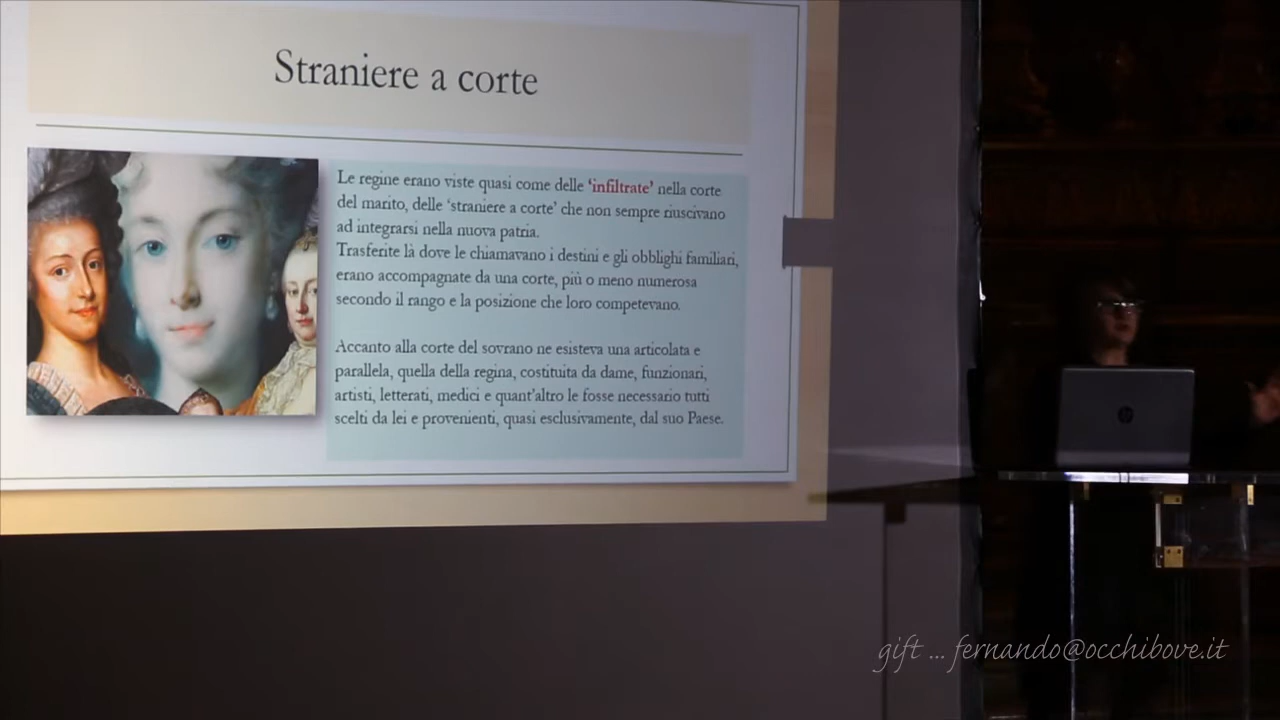 Straniere a corte
Le regine erano viste quasi come delle ‘infiltrate’ nella corte
del marito, delle ‘straniere a corte’ che non sempre riuscivano
ad integrarsi nella nuova patria.
Trasferite là dove le chiamavano i destini e gli obblighi familiari,
erano accompagnate da una corte, più o meno numerosa
secondo il rango e la posizione che loro competevano.
Accanto alla corte del sovrano ne esisteva una articolata e
parallela, quella della regina, costituita da dame, funzionari,
artisti, letterati, medici e quant'altro le fosse necessario tutti
scelti da lei e provenienti, quasi esclusivamente, dal suo Paese.
hp
gift ... fernando@occhibove.it